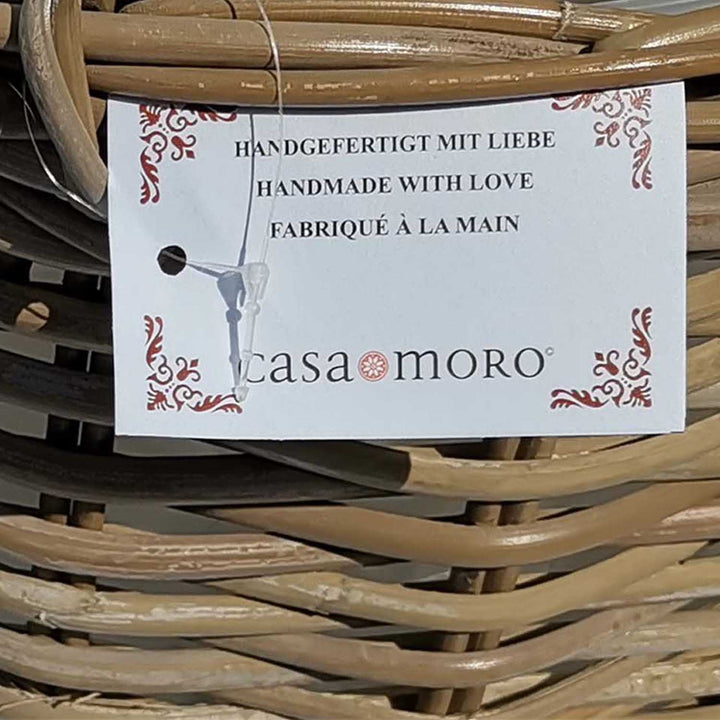 HANDGEFERTIGT MIT LIEBE
HANDMADE WITH LOVE
FABRIQUÉ À LA MAIN
casa moro©